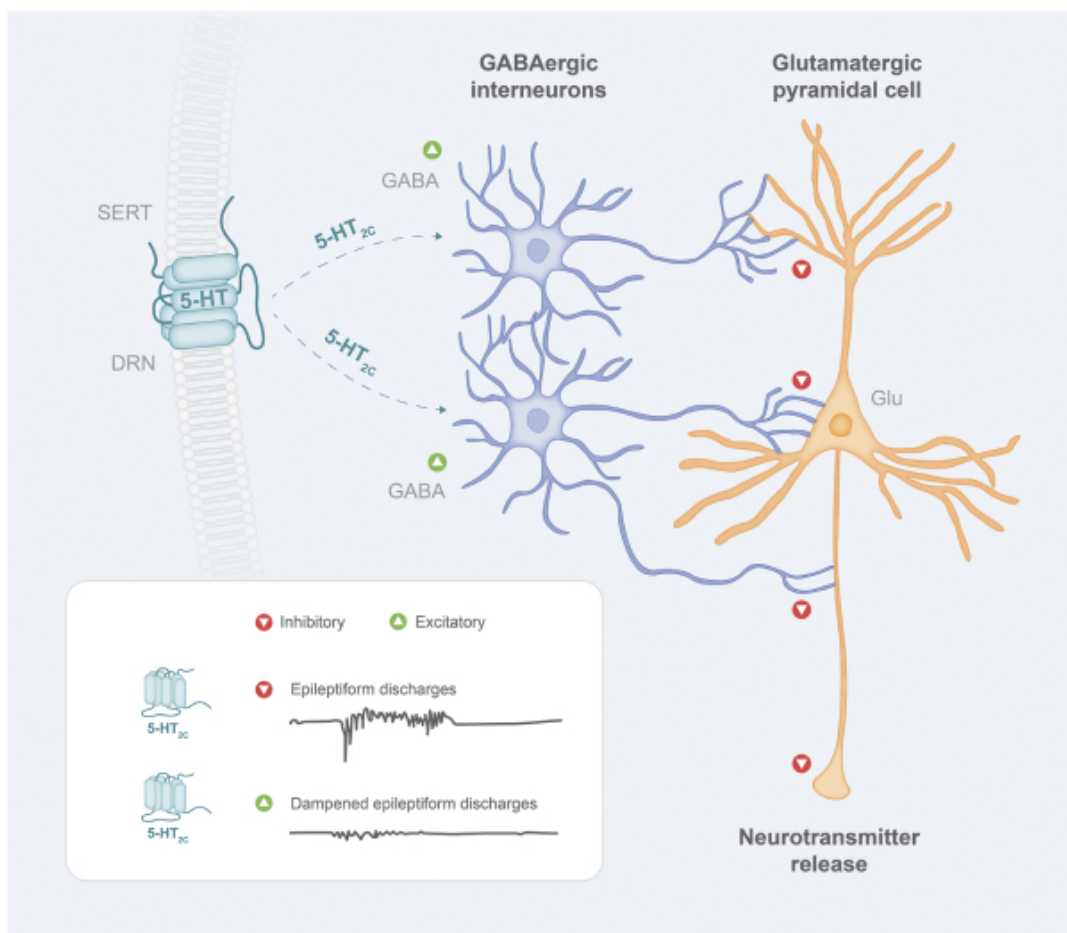 GABAergic
interneurons
Glutamatergic
pyramidal cell
GABA
SERT
5-HT
DRN
5-HT2C
5-HT2C
GABA
Glu
Inhibitory
Excitatory
Epileptiform discharges
5-HT2C
Dampened epileptiform discharges
5-HT2C
Neurotransmitter
release